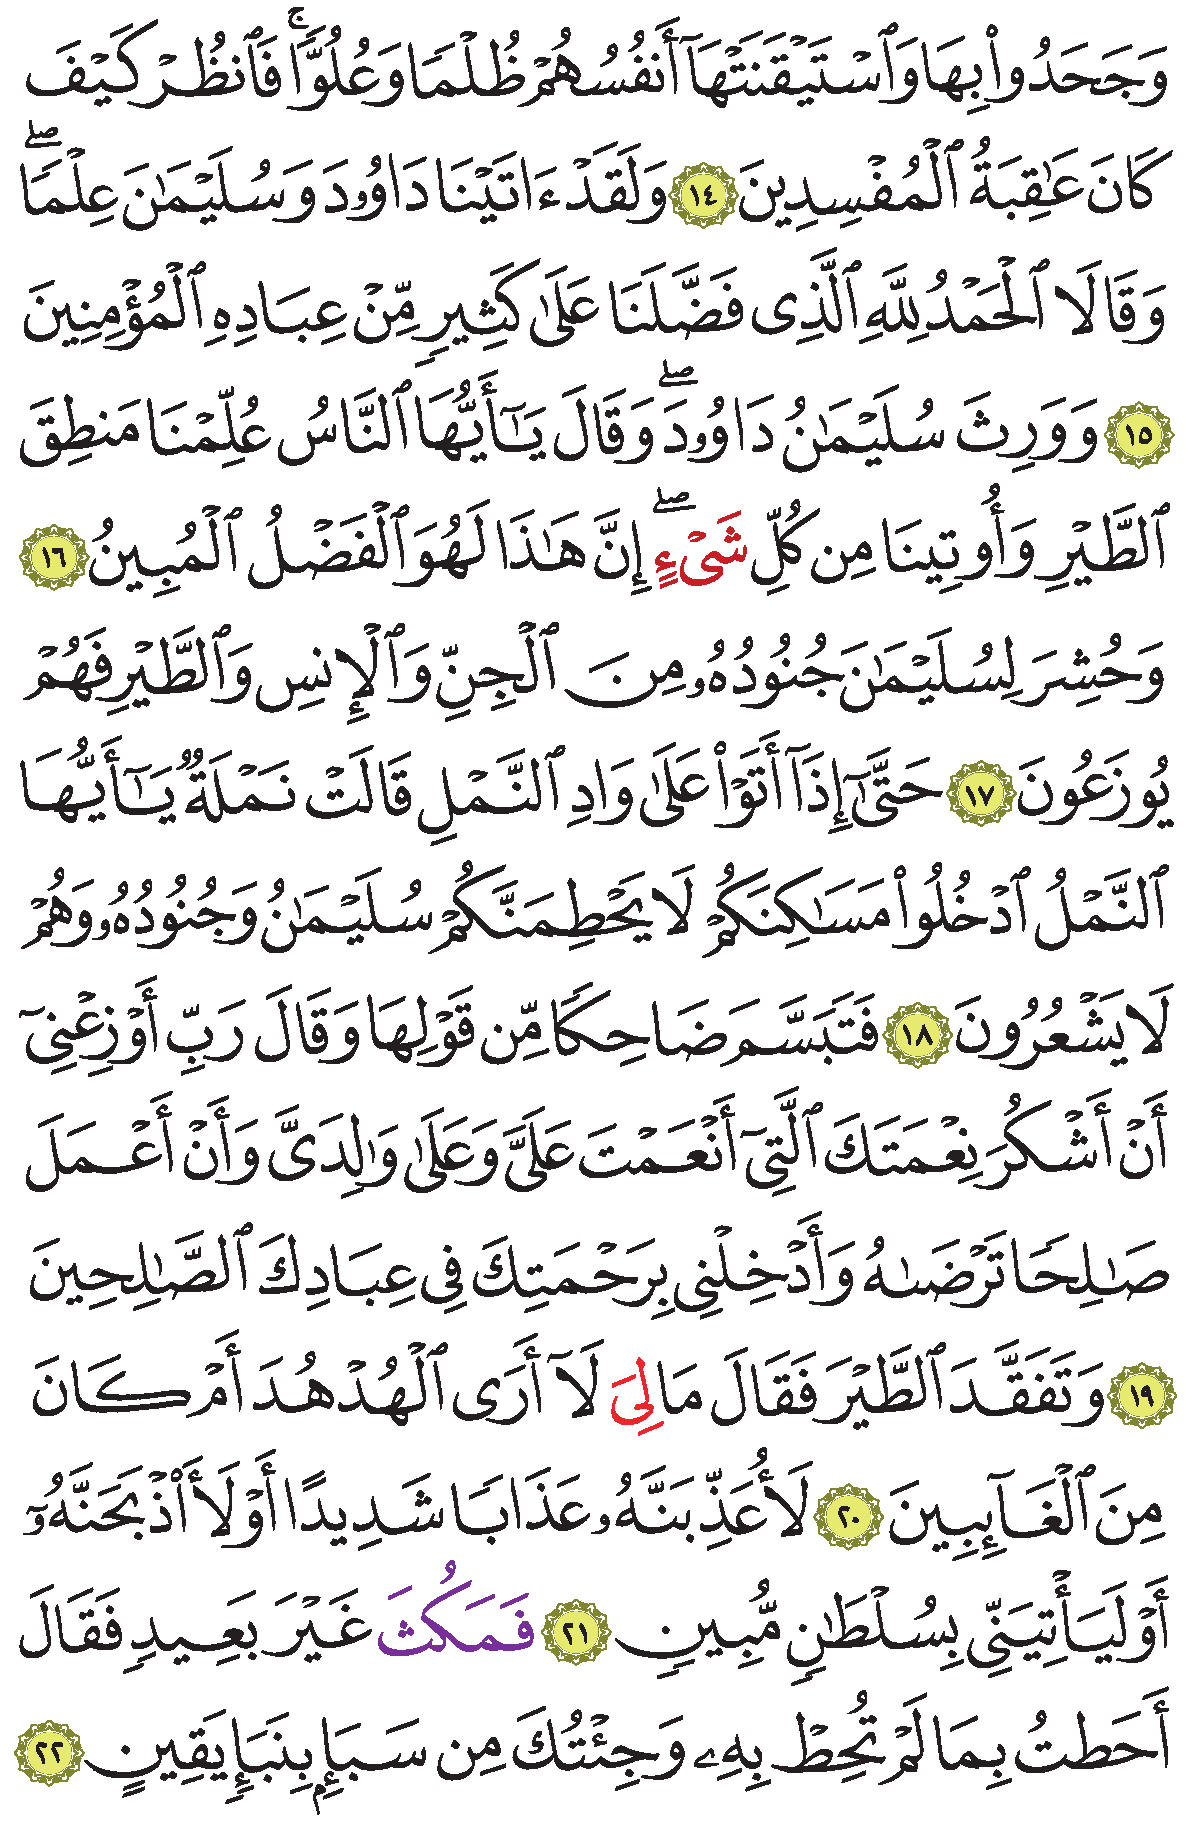 وَجَحَدُوا۟ بِهَا وَٱسْتَيْقَنَتْهَآ أَنفُسُهُمْ ظُلْمًا وَعُلُوًّا ۚ فَٱنظُرْ كَيْفَ
كَانَ عَـٰقِبَةُ ٱلْمُفْسِدِينَ ١٤ وَلَقَدْ ءَاتَيْنَا دَاوُۥدَ وَسُلَيْمَـٰنَ عِلْمًا ۖ
وَقَالَا ٱلْحَمْدُ لِلَّهِ ٱلَّذِى فَضَّلَنَا عَلَىٰ كَثِيرٍ مِّنْ عِبَادِهِ ٱلْمُؤْمِنِينَ
١٥ وَوَرِثَ سُلَيْمَـٰنُ دَاوُۥدَ ۖ وَقَالَ يَـٰٓأَيُّهَا ٱلنَّاسُ عُلِّمْنَا مَنطِقَ
ٱلطَّيْرِ وَأُوتِينَا مِن كُلِّ شَىْءٍ ۖ إِنَّ هَـٰذَا لَهُوَ ٱلْفَضْلُ ٱلْمُبِينُ ١٦
وَحُشِرَ لِسُلَيْمَـٰنَ جُنُودُهُۥ مِنَ ٱلْجِنِّ وَٱلْإِنسِ وَٱلطَّيْرِ فَهُمْ
يُوزَعُونَ ١٧ حَتَّىٰٓ إِذَآ أَتَوْا۟ عَلَىٰ وَادِ ٱلنَّمْلِ قَالَتْ نَمْلَةٌ يَـٰٓأَيُّهَا
ٱلنَّمْلُ ٱدْخُلُوا۟ مَسَـٰكِنَكُمْ لَا يَحْطِمَنَّكُمْ سُلَيْمَـٰنُ وَجُنُودُهُۥ وَهُمْ
لَا يَشْعُرُونَ ١٨ فَتَبَسَّمَ ضَاحِكًا مِّن قَوْلِهَا وَقَالَ رَبِّ أَوْزِعْنِىٓ
أَنْ أَشْكُرَ نِعْمَتَكَ ٱلَّتِىٓ أَنْعَمْتَ عَلَىَّ وَعَلَىٰ وَٰلِدَىَّ وَأَنْ أَعْمَلَ
صَـٰلِحًا تَرْضَىٰهُ وَأَدْخِلْنِى بِرَحْمَتِكَ فِى عِبَادِكَ ٱلصَّـٰلِحِينَ
١٩ وَتَفَقَّدَ ٱلطَّيْرَ فَقَالَ مَا لِىَ لَآ أَرَى ٱلْهُدْهُدَ أَمْ كَانَ
مِنَ ٱلْغَآئِبِينَ ٢٠ لَأُعَذِّبَنَّهُۥ عَذَابًا شَدِيدًا أَوْ لَأَا۟ذْبَحَنَّهُۥٓ
أَوْ لَيَأْتِيَنِّى بِسُلْطَـٰنٍ مُّبِينٍ ٢١ فَمَكُثَ غَيْرَ بَعِيدٍ فَقَالَ
أَحَطتُ بِمَا لَمْ تُحِطْ بِهِۦ وَجِئْتُكَ مِن سَبَإٍۭ بِنَبَإٍ يَقِينٍ ٢٢